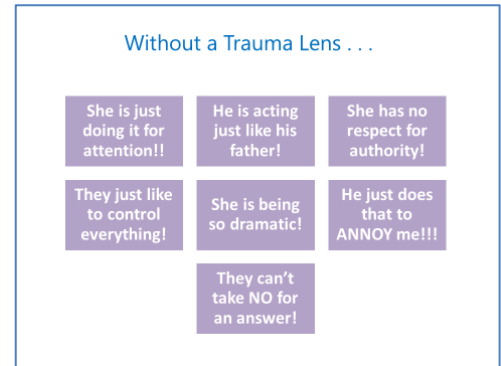 Without a Trauma Lens . . .
She is just
doing it for
attention!!
He is acting
just like his
father!
She has no
respect for
authority!
They just like
to control
everything!
She is being
so dramatic!
He just does
that to
ANNOY me!!!
They can't
take NO for
an answer!